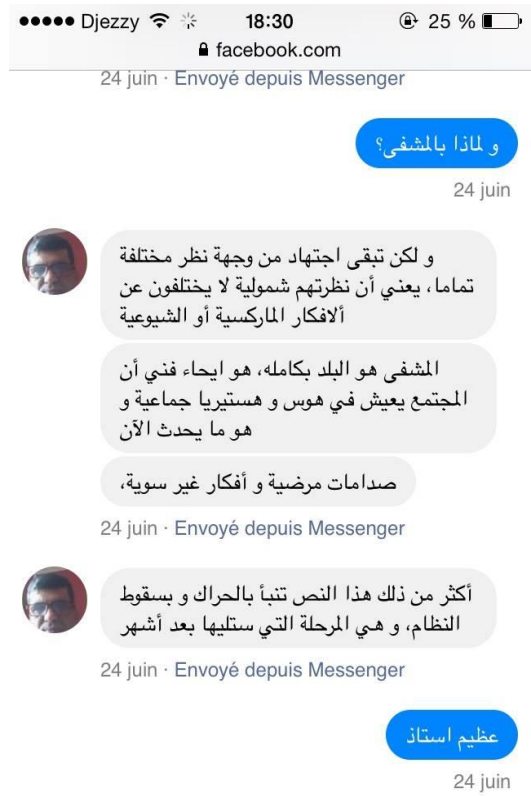 Djezzy 18:30 25 %
facebook.com
24 juin · Envoyé depuis Messenger
و لماذا بالمشفى؟
24 juin
و لكن تبقى اجتهاد من وجهة نظر مختلفة
تماما، يعني أن نظرتهم شمولية لا يختلفون عن
ألافكار الماركسية أو الشيوعية
المشفى هو البلد بكامله، هو ايحاء فني أن
المجتمع يعيش في هوس و هستيريا جماعية و
هو ما يحدث الآن
صدامات مرضية و أفكار غير سوية،
24 juin · Envoyé depuis Messenger
أكثر من ذلك هذا النص تنبأ بالحراك و بسقوط
النظام، و هي المرحلة التي ستليها بعد أشهر
24 juin · Envoyé depuis Messenger
عظيم استاذ
24 juin